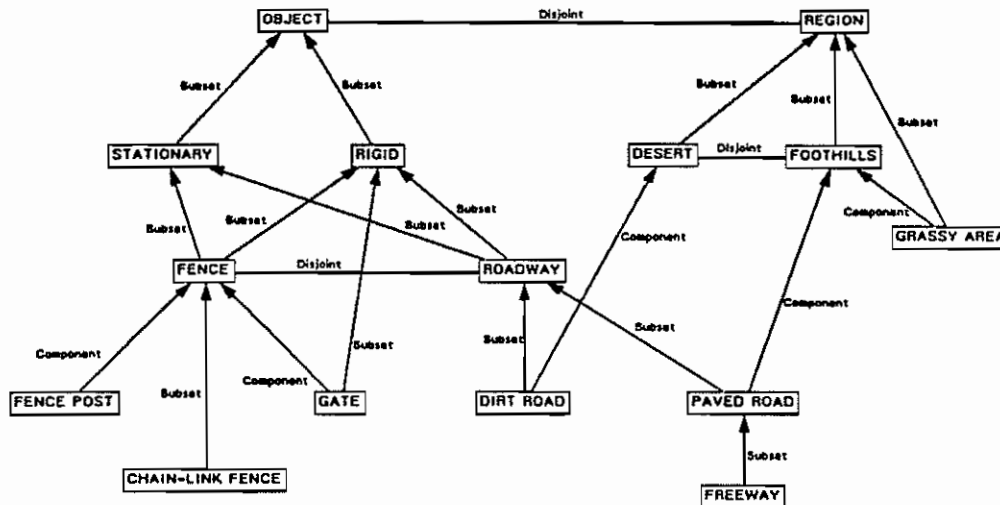 OBJECT
Disjoint
REGION
Subset
Subset
Subset
Subset
Subset
STATIONARY
RIGID
DESERT
Disjoint
FOOTHILLS
Subset
Subset
Subset
Subset
Component
Component
GRASSY AREA
FENCE
Disjoint
ROADWAY
Component
Subset
Component
Subset
Subset
Subset
Component
FENCE POST
GATE
DIRT ROAD
PAVED ROAD
Subset
CHAIN-LINK FENCE
FREEWAY